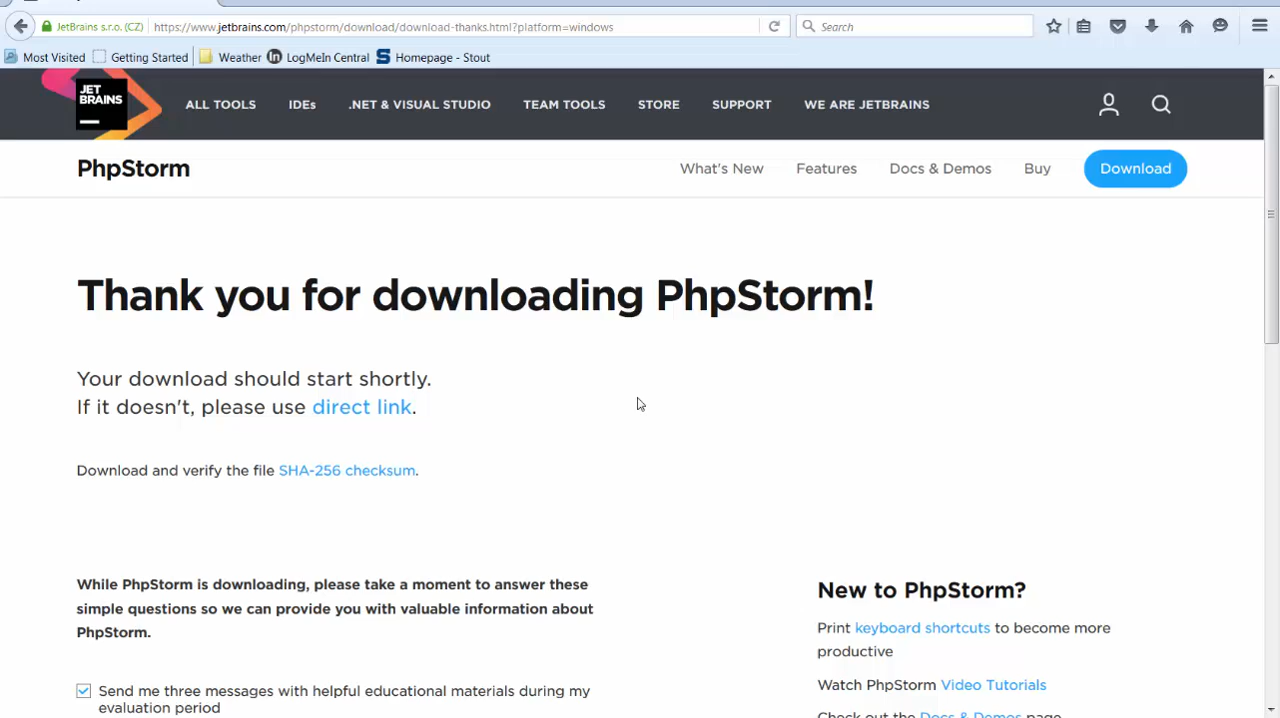 JetBrains s.r.o. (CZ) https://www.jetbrains.com/phpstorm/download/download-thanks.html?platform=windows Search
Most Visited Getting Started Weather LogMeIn Central Homepage - Stout
JET
BRAINS
ALL TOOLS IDEs .NET & VISUAL STUDIO TEAM TOOLS STORE SUPPORT WE ARE JETBRAINS
PhpStorm What's New Features Docs & Demos Buy Download
Thank you for downloading PhpStorm!
Your download should start shortly.
If it doesn't, please use direct link.
Download and verify the file SHA-256 checksum.
While PhpStorm is downloading, please take a moment to answer these
simple questions so we can provide you with valuable information about
PhpStorm.
Send me three messages with helpful educational materials during my
evaluation period
New to PhpStorm?
Print keyboard shortcuts to become more
productive
Watch PhpStorm Video Tutorials
Check out the Docs & Demos page